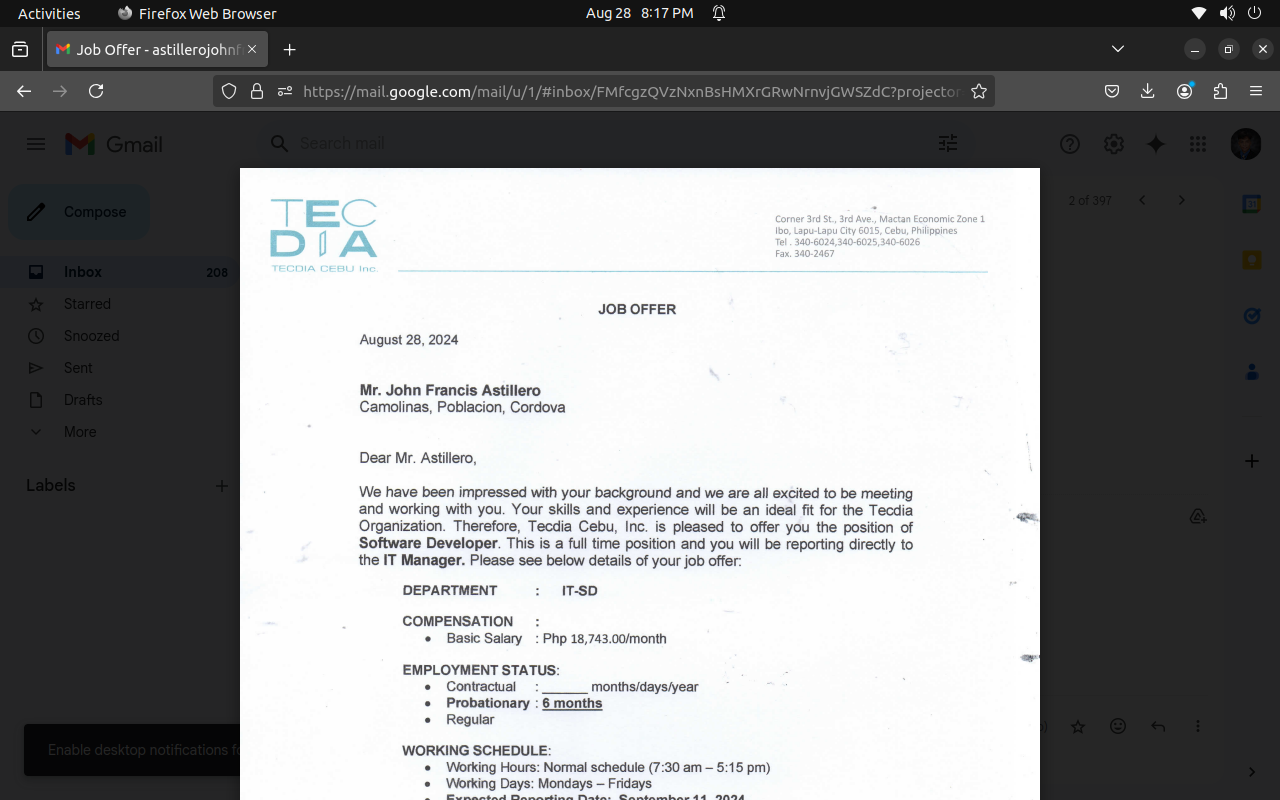 Activities
Firefox Web Browser
Aug 28 8:17 PM
Job Offer - astillerojohnf
https://mail.google.com/mail/u/1/#inbox/FMfcgzQVzNxnBsHMXrGRwNrnvjGWSZdC?projector
Gmail
Search mail
Compose
2 of 397
Inbox 208
Starred
Snoozed
Sent
Drafts
More
Labels
Enable desktop notifications fo
TEC
DIA
TECDIA CEBU Inc.
Corner 3rd St., 3rd Ave., Mactan Economic Zone 1
Ibo, Lapu-Lapu City 6015, Cebu, Philippines
Tel . 340-6024,340-6025,340-6026
Fax. 340-2467
JOB OFFER
August 28, 2024
Mr. John Francis Astillero
Camolinas, Poblacion, Cordova
Dear Mr. Astillero,
We have been impressed with your background and we are all excited to be meeting
and working with you. Your skills and experience will be an ideal fit for the Tecdia
Organization. Therefore, Tecdia Cebu, Inc. is pleased to offer you the position of
Software Developer. This is a full time position and you will be reporting directly to
the IT Manager. Please see below details of your job offer:
DEPARTMENT : IT-SD
COMPENSATION :
• Basic Salary : Php 18,743.00/month
EMPLOYMENT STATUS:
• Contractual : ______ months/days/year
• Probationary : 6 months
• Regular
WORKING SCHEDULE:
• Working Hours: Normal schedule (7:30 am – 5:15 pm)
• Working Days: Mondays – Fridays
• Expected Reporting Date: September 11, 2024